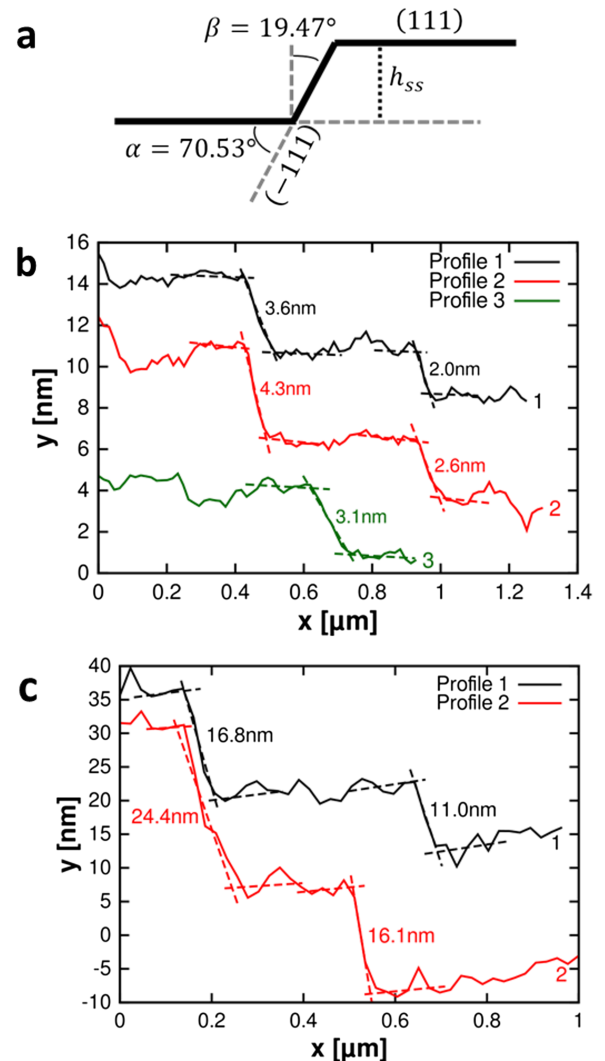 a
β = 19.47°
(111)
h_ss
α = 70.53°
(−111)
b
16
14
12
10
8
6
4
2
0
y [nm]
Profile 1
Profile 2
Profile 3
3.6nm
2.0nm
4.3nm
2.6nm
3.1nm
1
2
3
0
0.2
0.4
0.6
0.8
1
1.2
1.4
x [µm]
c
40
35
30
25
20
15
10
5
0
-5
-10
y [nm]
Profile 1
Profile 2
16.8nm
11.0nm
24.4nm
16.1nm
1
2
0
0.2
0.4
0.6
0.8
1
x [µm]